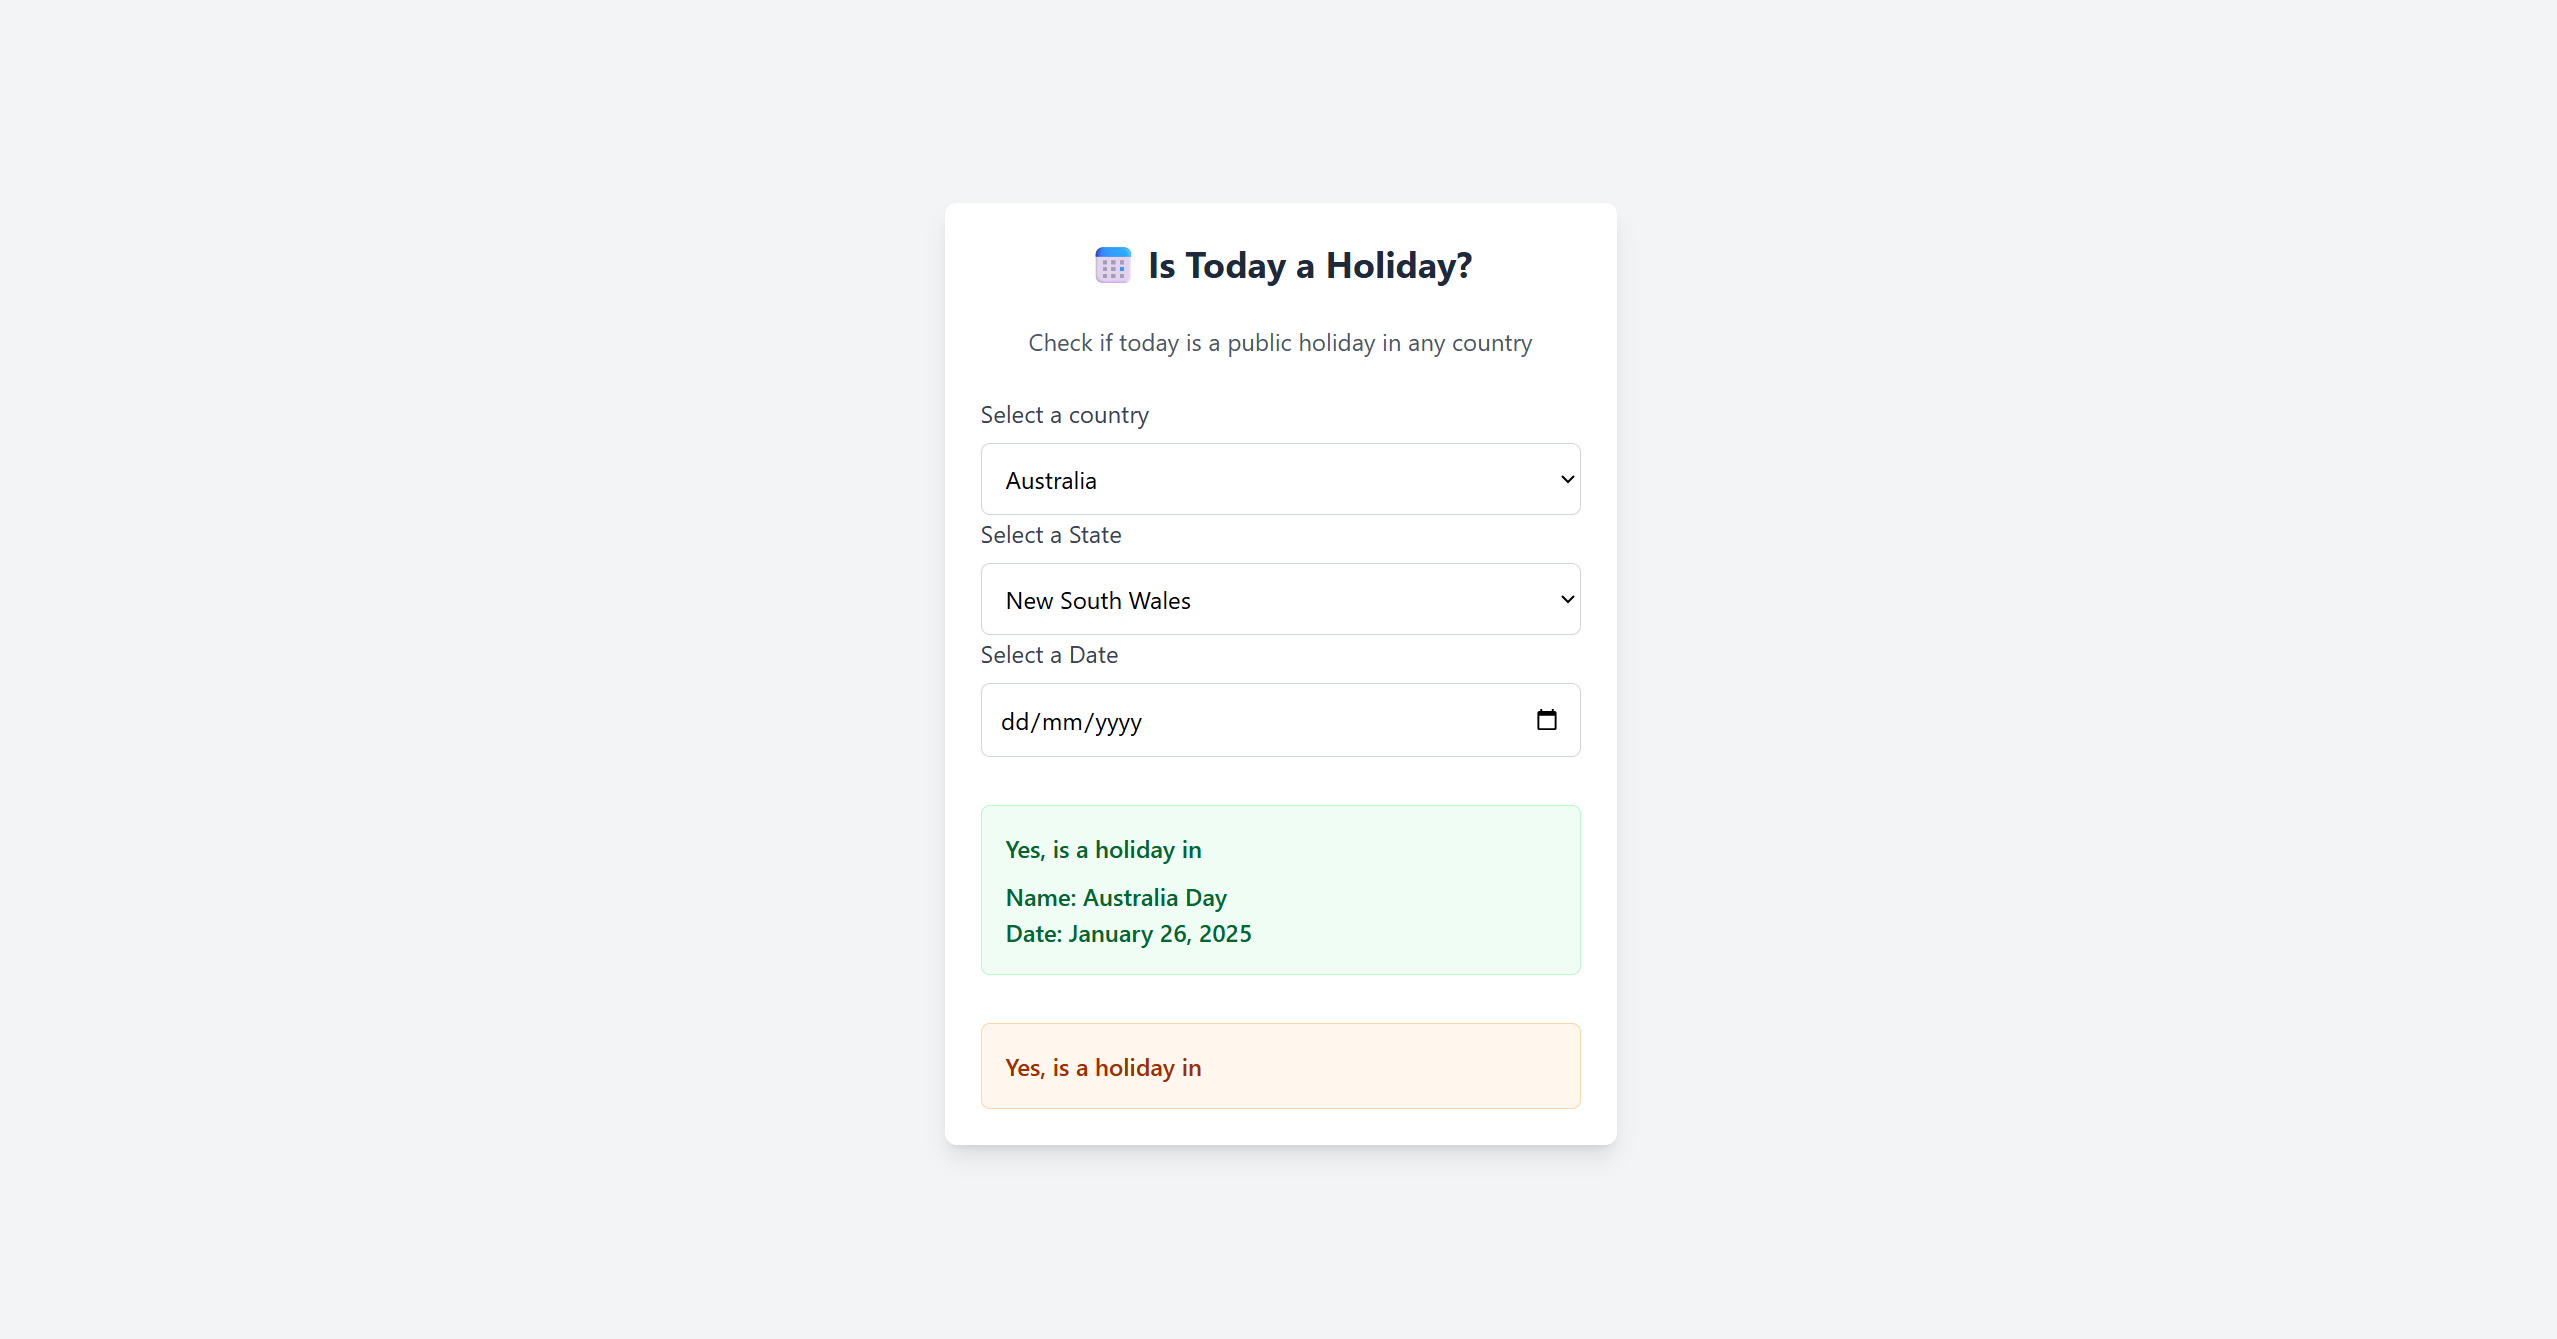 Is Today a Holiday?
Check if today is a public holiday in any country
Select a country
Australia
Select a State
New South Wales
Select a Date
dd/mm/yyyy
Yes, is a holiday in
Name: Australia Day
Date: January 26, 2025
Yes, is a holiday in